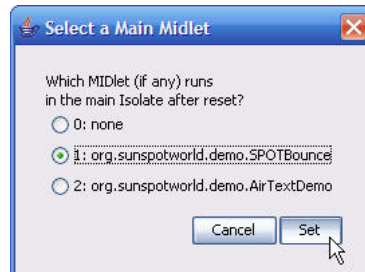 Select a Main Midlet
Which MIDlet (if any) runs
in the main Isolate after reset?
0: none
1: org.sunspotworld.demo.SPOTBounce
2: org.sunspotworld.demo.AirTextDemo
Cancel Set